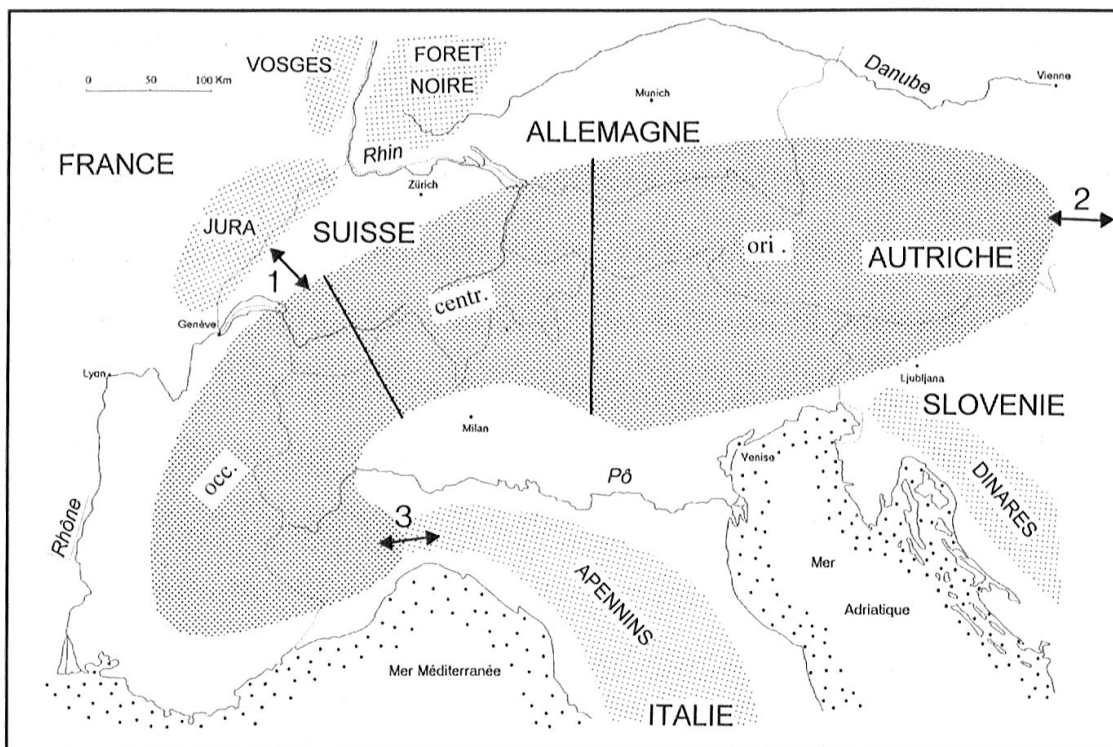 VOSGES
FORET
NOIRE
0 50 100 Km
Danube
Vienne
Munich
ALLEMAGNE
FRANCE
Rhin
Zürich
2
JURA
SUISSE
ori .
AUTRICHE
1
centr.
Genève
Lyon
Ljubljana
SLOVENIE
Milan
Venise
occ.
Pô
DINARES
3
Rhône
Mer
Adriatique
APENNINS
Mer Méditerranée
ITALIE